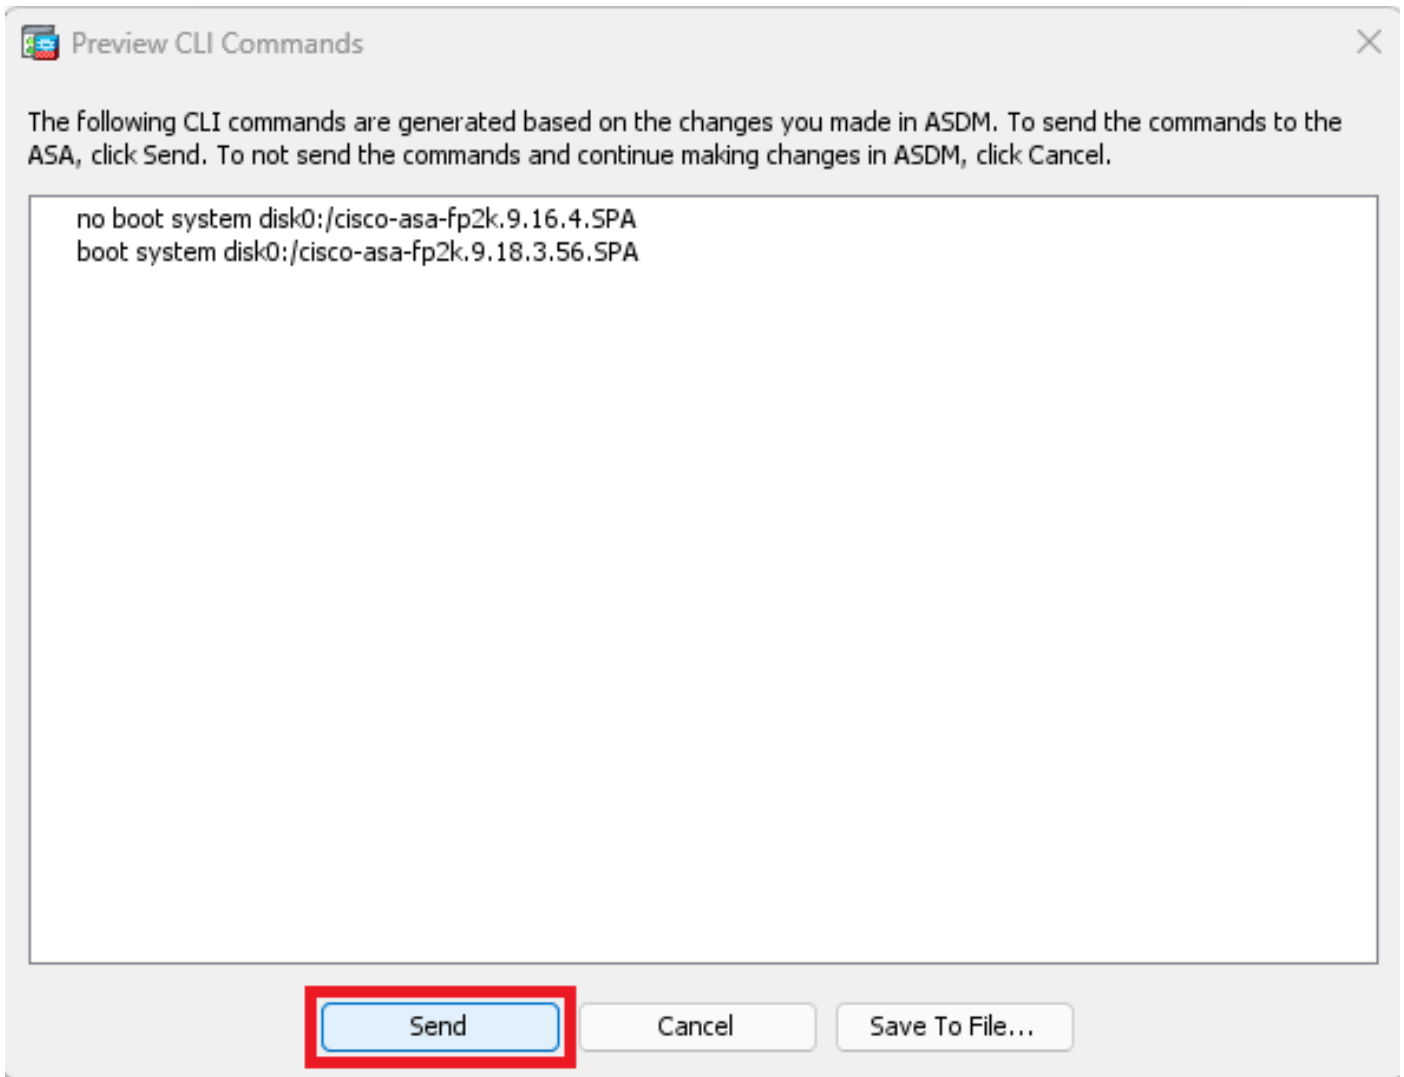 Preview CLI Commands
The following CLI commands are generated based on the changes you made in ASDM. To send the commands to the
ASA, click Send. To not send the commands and continue making changes in ASDM, click Cancel.
no boot system disk0:/cisco-asa-fp2k.9.16.4.SPA
boot system disk0:/cisco-asa-fp2k.9.18.3.56.SPA
Send Cancel Save To File...